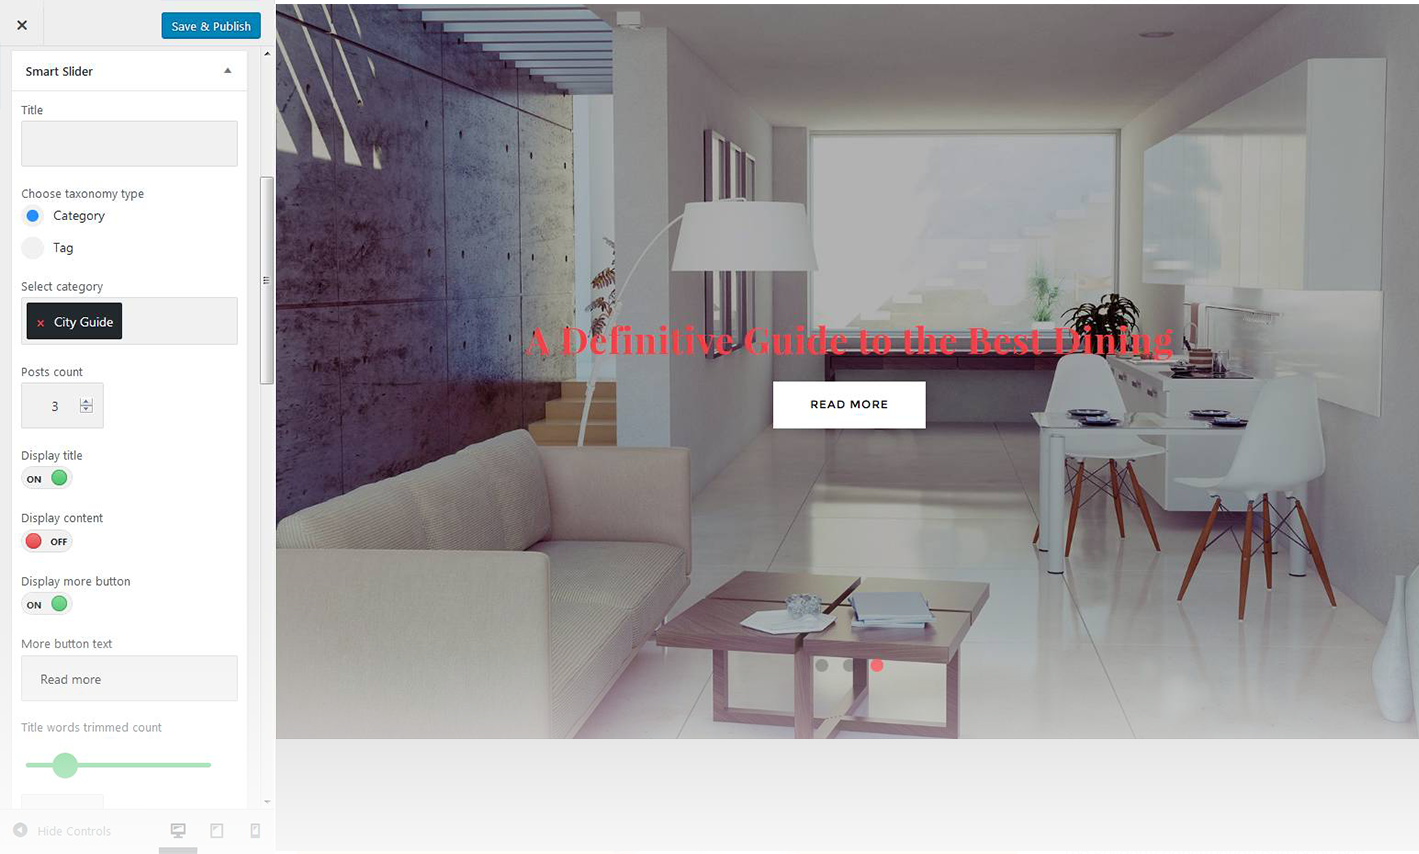 Save & Publish
Smart Slider
Title
Choose taxonomy type
Category
Tag
Select category
× City Guide
Posts count
3
Display title
ON
Display content
OFF
Display more button
ON
More button text
Read more
Title words trimmed count
Hide Controls
A Definitive Guide to the Best Dining
READ MORE